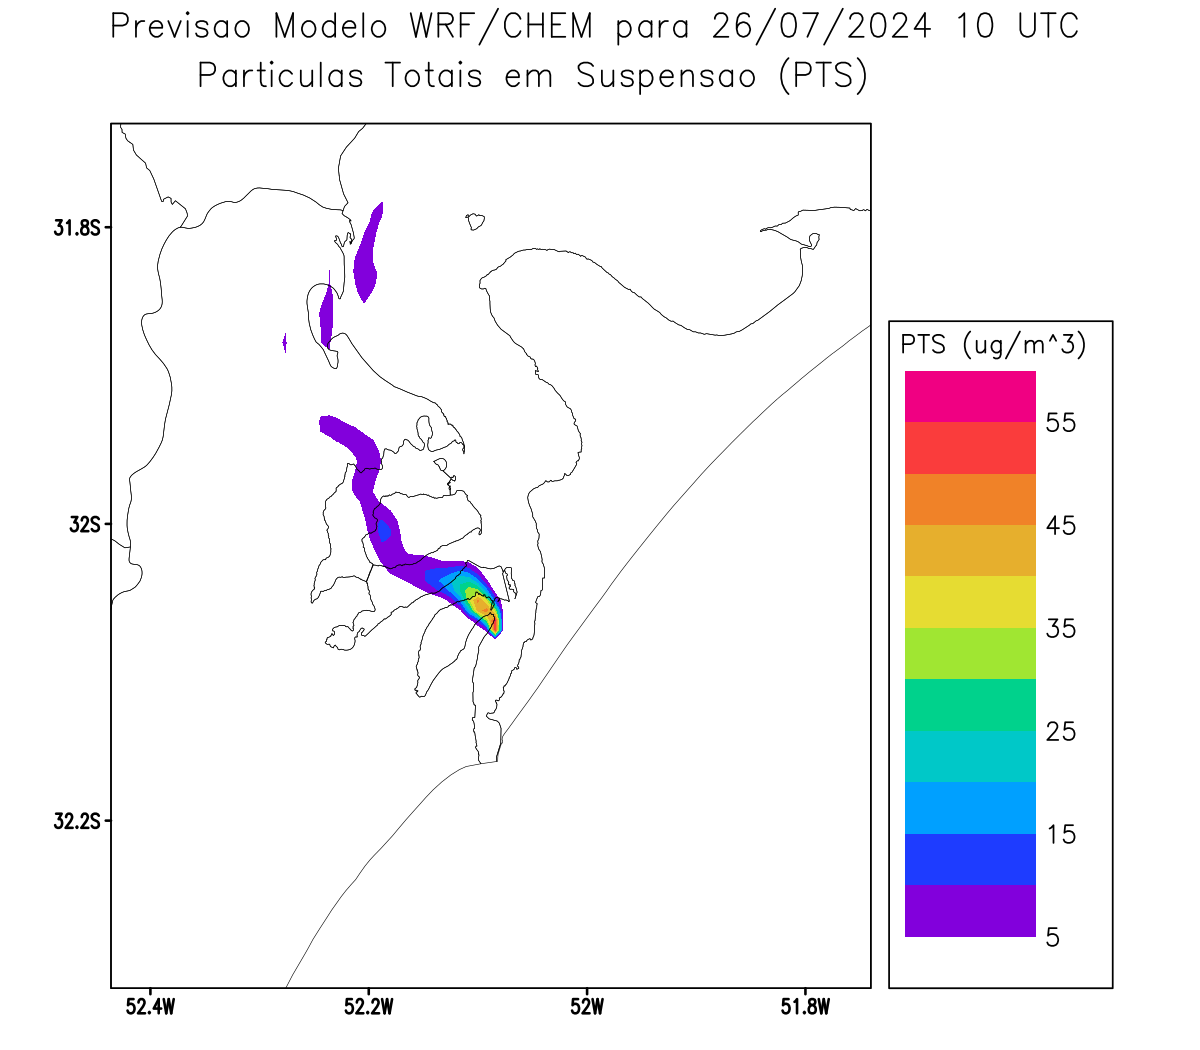 Previsao Modelo WRF/CHEM para 26/07/2024 10 UTC
Particulas Totais em Suspensao (PTS)
31.8S
32S
32.2S
52.4W
52.2W
52W
51.8W
PTS (ug/m^3)
55
45
35
25
15
5